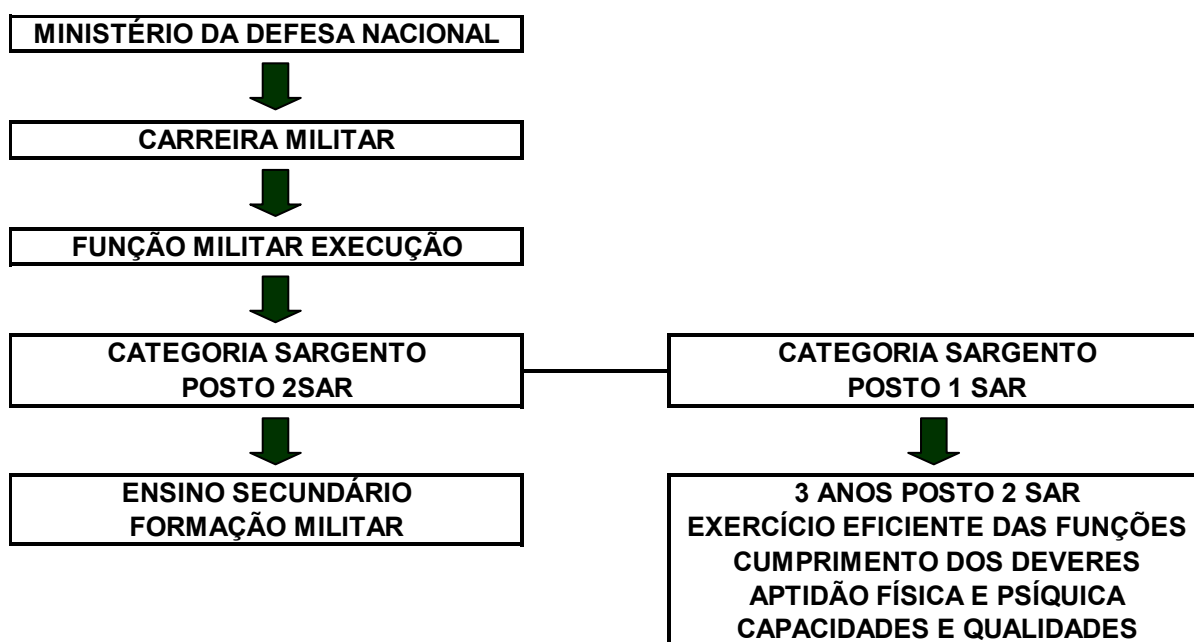 MINISTÉRIO DA DEFESA NACIONAL
CARREIRA MILITAR
FUNÇÃO MILITAR EXECUÇÃO
CATEGORIA SARGENTO
POSTO 2SAR
CATEGORIA SARGENTO
POSTO 1 SAR
ENSINO SECUNDÁRIO
FORMAÇÃO MILITAR
3 ANOS POSTO 2 SAR
EXERCÍCIO EFICIENTE DAS FUNÇÕES
CUMPRIMENTO DOS DEVERES
APTIDÃO FÍSICA E PSÍQUICA
CAPACIDADES E QUALIDADES